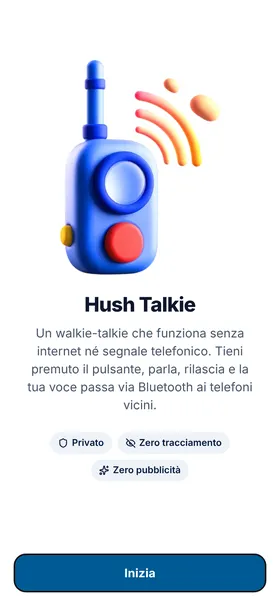 Hush Talkie
Un walkie-talkie che funziona senza
internet né segnale telefonico. Tieni
premuto il pulsante, parla, rilascia e la
tua voce passa via Bluetooth ai telefoni
vicini.
Privato
Zero tracciamento
Zero pubblicità
Inizia